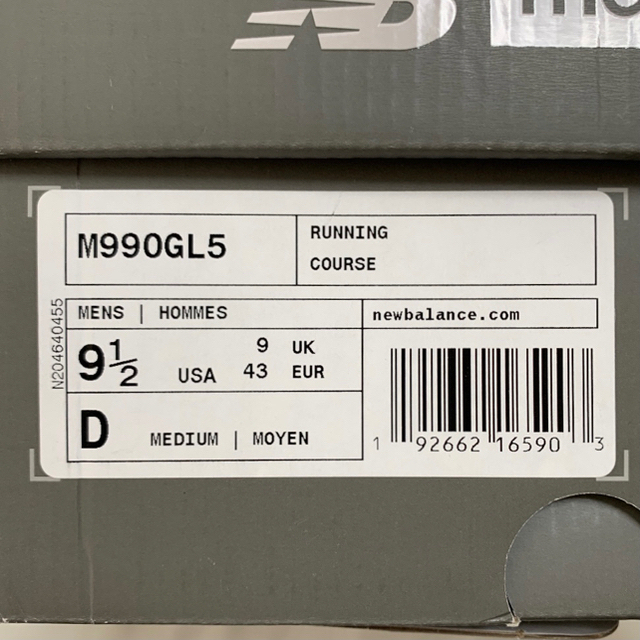 M990GL5
RUNNING
COURSE
MENS | HOMMES
newbalance.com
9½ USA
9 UK
43 EUR
D MEDIUM | MOYEN
1 92662 16590 3
N204640455